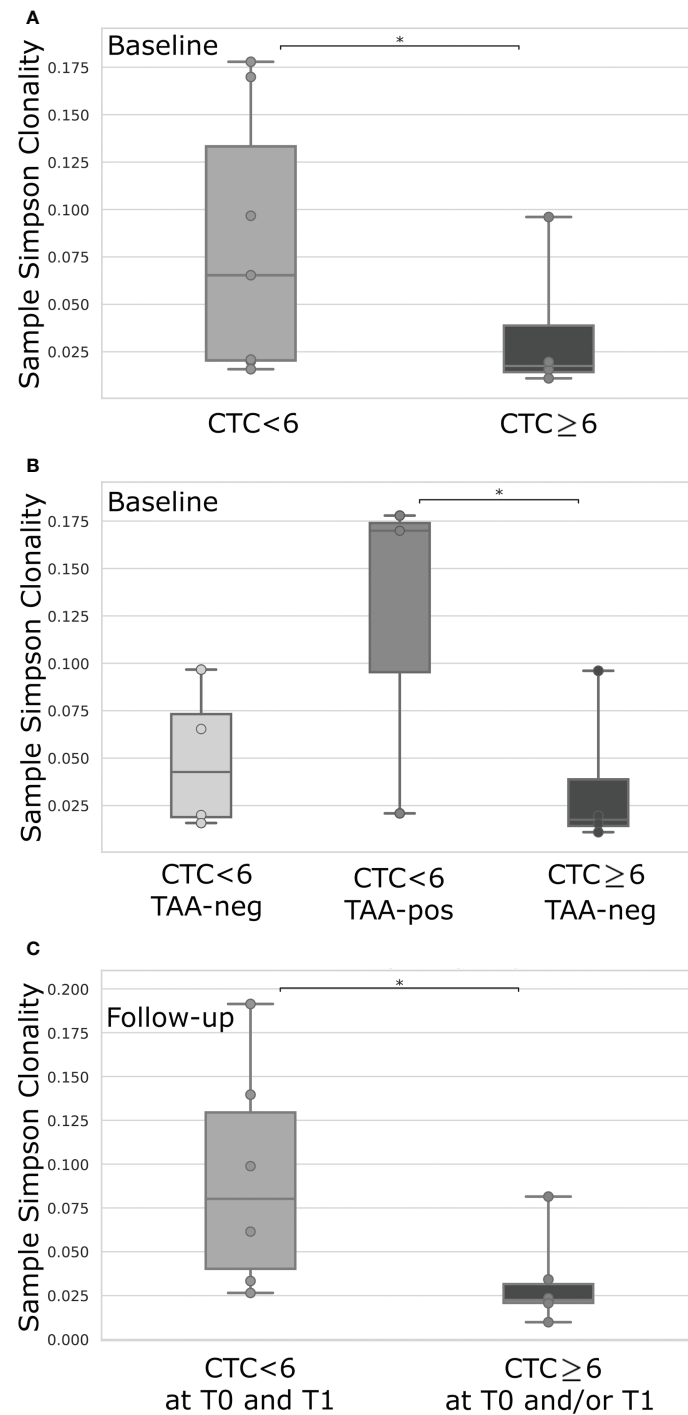 A
Baseline
*
Sample Simpson Clonality
0.175
0.150
0.125
0.100
0.075
0.050
0.025
CTC<6
CTC≥6
B
Baseline
*
Sample Simpson Clonality
0.175
0.150
0.125
0.100
0.075
0.050
0.025
CTC<6
TAA-neg
CTC<6
TAA-pos
CTC≥6
TAA-neg
C
Follow-up
*
Sample Simpson Clonality
0.200
0.175
0.150
0.125
0.100
0.075
0.050
0.025
0.000
CTC<6
at T0 and T1
CTC≥6
at T0 and/or T1